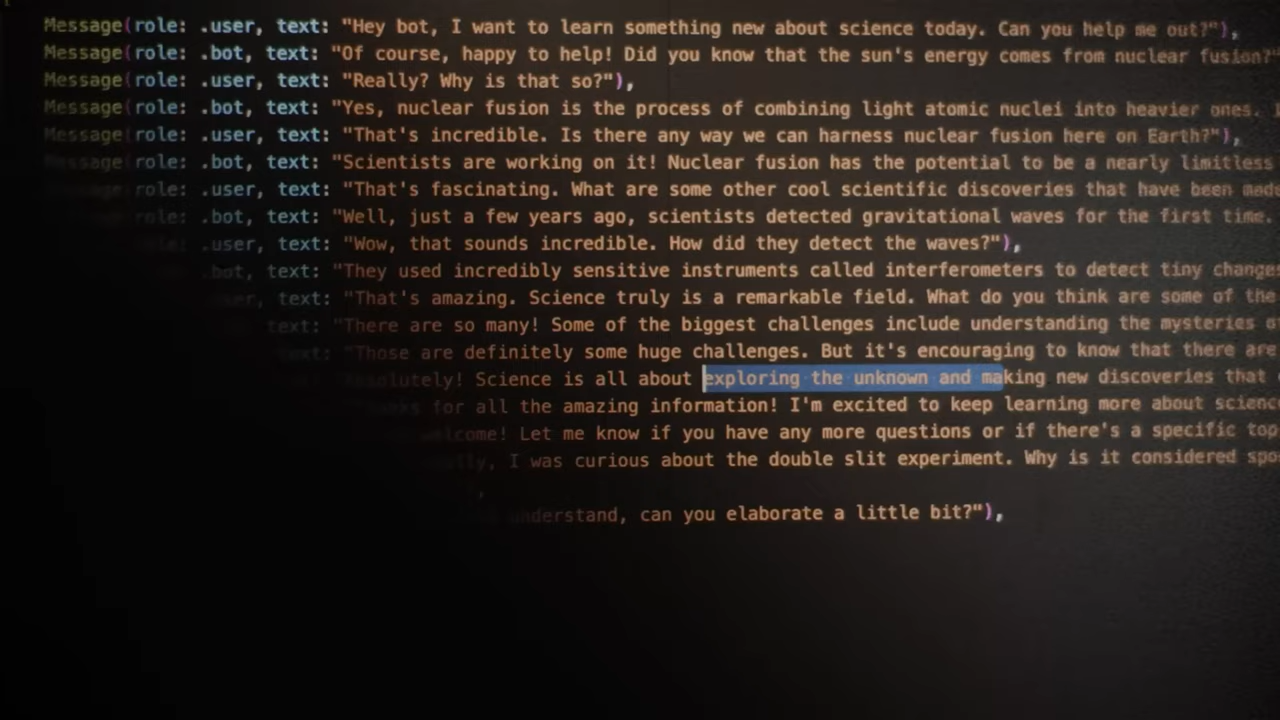 Message(role: .user, text: "Hey bot, I want to learn something new about science today. Can you help me out?"),
Message(role: .bot, text: "Of course, happy to help! Did you know that the sun's energy comes from nuclear fusion?"
Message(role: .user, text: "Really? Why is that so?"),
Message(role: .bot, text: "Yes, nuclear fusion is the process of combining light atomic nuclei into heavier ones.
Message(role: .user, text: "That's incredible. Is there any way we can harness nuclear fusion here on Earth?"),
Message(role: .bot, text: "Scientists are working on it! Nuclear fusion has the potential to be a nearly limitless
role: .user, text: "That's fascinating. What are some other cool scientific discoveries that have been made
role: .bot, text: "Well, just a few years ago, scientists detected gravitational waves for the first time.
.user, text: "Wow, that sounds incredible. How did they detect the waves?"),
.bot, text: "They used incredibly sensitive instruments called interferometers to detect tiny
text: "That's amazing. Science truly is a remarkable field. What do you think are some of the
text: "There are so many! Some of the biggest challenges include understanding the mysteries
text: "Those are definitely some huge challenges. But it's encouraging to know that there are
"Absolutely! Science is all about exploring the unknown and making new discoveries that
for all the amazing information! I'm excited to keep learning more about
Let me know if you have any more questions or if there's a specific
I was curious about the double slit experiment. Why is it considered
,
understand, can you elaborate a little bit?"),